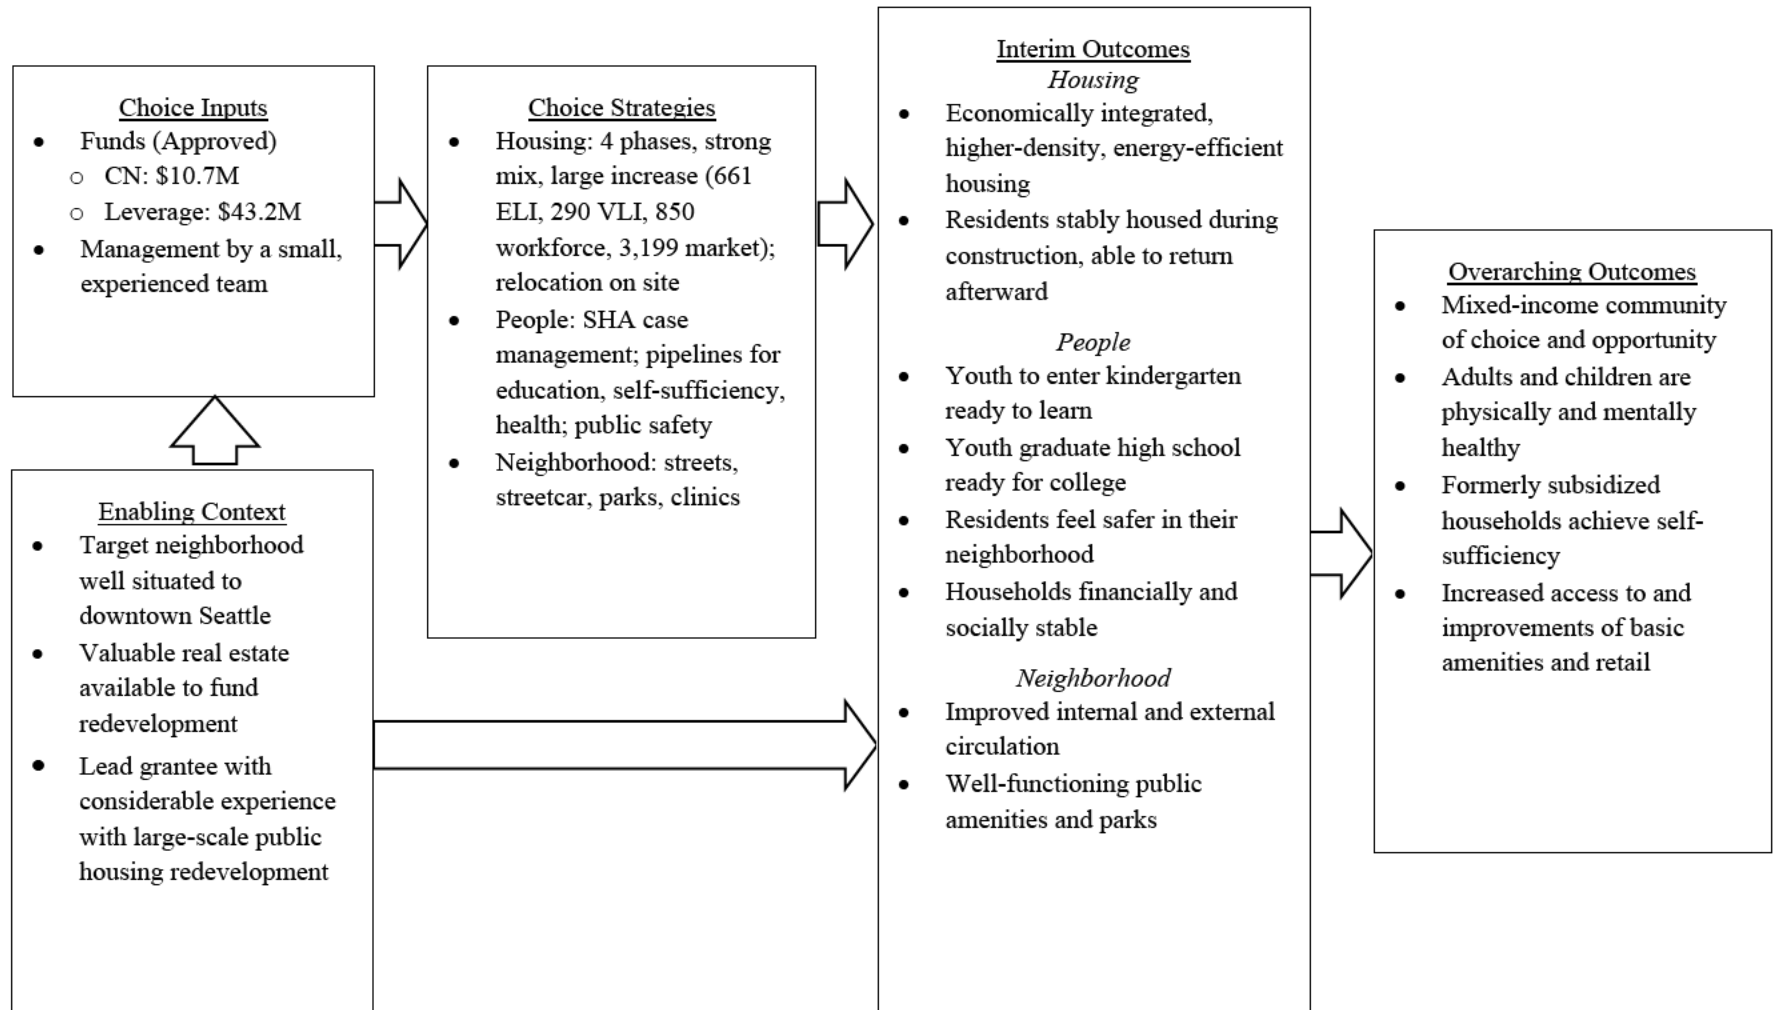 Choice Inputs
• Funds (Approved)
o CN: $10.7M
o Leverage: $43.2M
• Management by a small,
experienced team
Enabling Context
• Target neighborhood
well situated to
downtown Seattle
• Valuable real estate
available to fund
redevelopment
• Lead grantee with
considerable experience
with large-scale public
housing redevelopment
Choice Strategies
• Housing: 4 phases, strong
mix, large increase (661
ELI, 290 VLI, 850
workforce, 3,199 market);
relocation on site
• People: SHA case
management; pipelines for
education, self-sufficiency,
health; public safety
• Neighborhood: streets,
streetcar, parks, clinics
Interim Outcomes
Housing
• Economically integrated,
higher-density, energy-efficient
housing
• Residents stably housed during
construction, able to return
afterward
People
• Youth to enter kindergarten
ready to learn
• Youth graduate high school
ready for college
• Residents feel safer in their
neighborhood
• Households financially and
socially stable
Neighborhood
• Improved internal and external
circulation
• Well-functioning public
amenities and parks
Overarching Outcomes
• Mixed-income community
of choice and opportunity
• Adults and children are
physically and mentally
healthy
• Formerly subsidized
households achieve self-
sufficiency
• Increased access to and
improvements of basic
amenities and retail